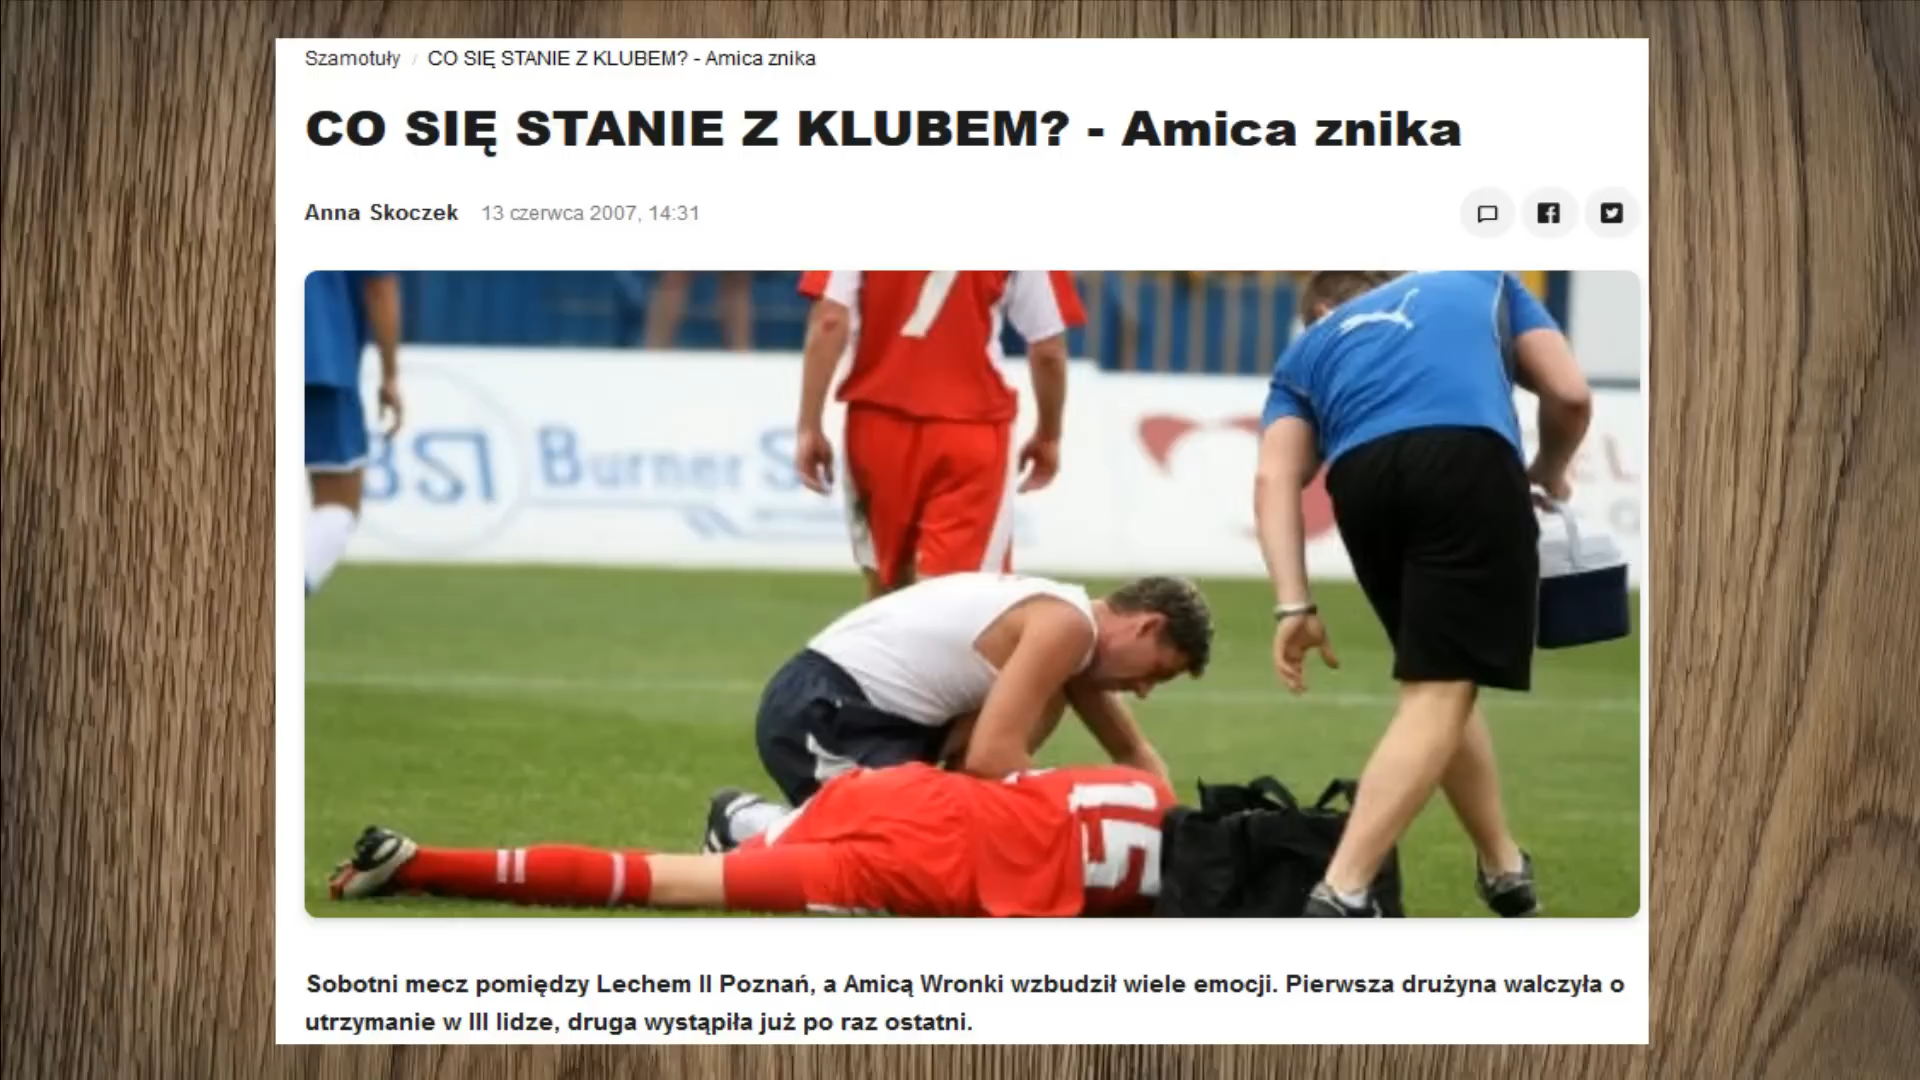 Szamotuły / CO SIĘ STANIE Z KLUBEM? - Amica znika
CO SIĘ STANIE Z KLUBEM? - Amica znika
Anna Skoczek 13 czerwca 2007, 14:31
7
BSI Burner S
15
Sobotni mecz pomiędzy Lechem II Poznań, a Amicą Wronki wzbudził wiele emocji. Pierwsza drużyna walczyła o
utrzymanie w III lidze, druga wystąpiła już po raz ostatni.